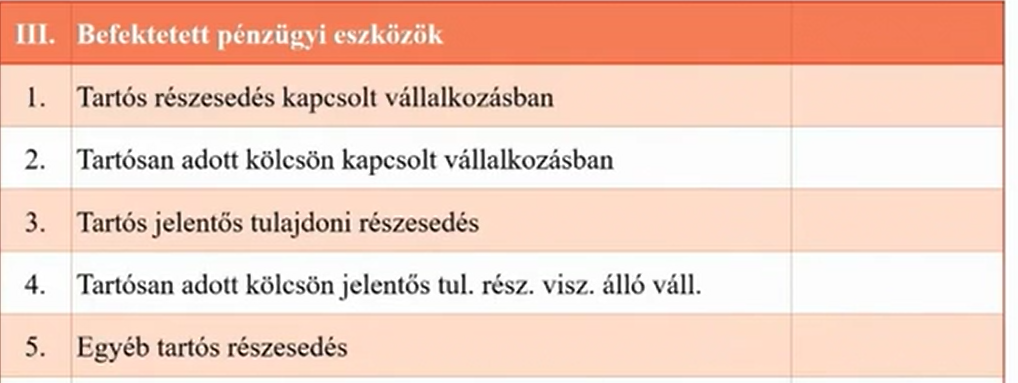 III. Befektetett pénzügyi eszközök
1. Tartós részesedés kapcsolt vállalkozásban
2. Tartósan adott kölcsön kapcsolt vállalkozásban
3. Tartós jelentős tulajdoni részesedés
4. Tartósan adott kölcsön jelentős tul. rész. visz. álló váll.
5. Egyéb tartós részesedés